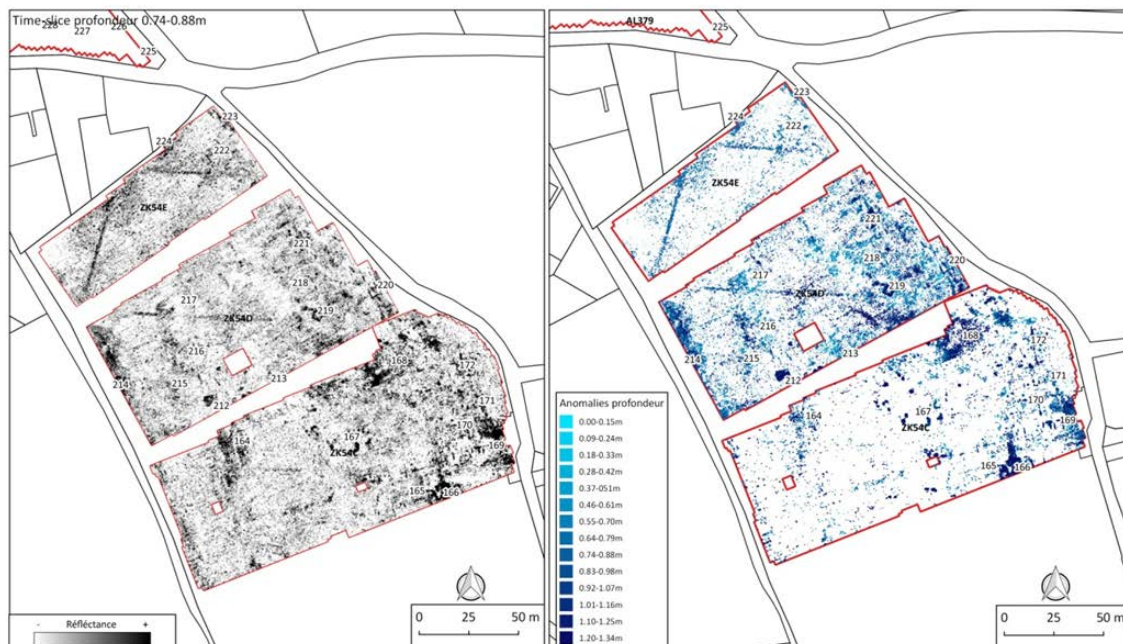 Time-slice profondeur 0.74-0.88m
228
227
226
225
223
224
222
ZK54E
221
218
217
220
219
ZK54D
216
213
214
215
212
168
172
171
170
167
164
ZK54C
169
165
166
- Réfléctance +
0 25 50 m
AL379
225
223
224
222
ZK54E
221
218
217
220
219
ZK54D
216
213
214
215
212
168
172
171
170
167
164
ZK54C
169
165
166
Anomalies profondeur
0.00-0.15m
0.09-0.24m
0.18-0.33m
0.28-0.42m
0.37-051m
0.46-0.61m
0.55-0.70m
0.64-0.79m
0.74-0.88m
0.83-0.98m
0.92-1.07m
1.01-1.16m
1.10-1.25m
1.20-1.34m
0 25 50 m